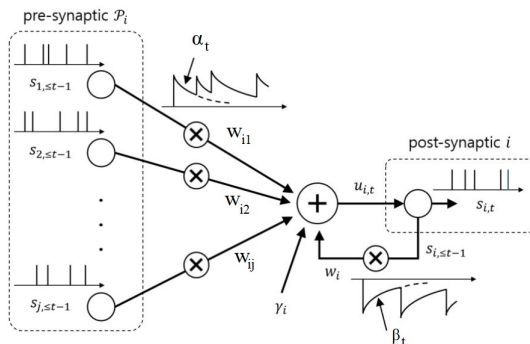 pre-synaptic 𝒫ᵢ
s₁,≤t−1
αₜ
wᵢ₁
s₂,≤t−1
wᵢ₂
post-synaptic i
uᵢ,ₜ
sᵢ,ₜ
wᵢⱼ
wᵢ
sᵢ,≤t−1
sⱼ,≤t−1
γᵢ
βₜ